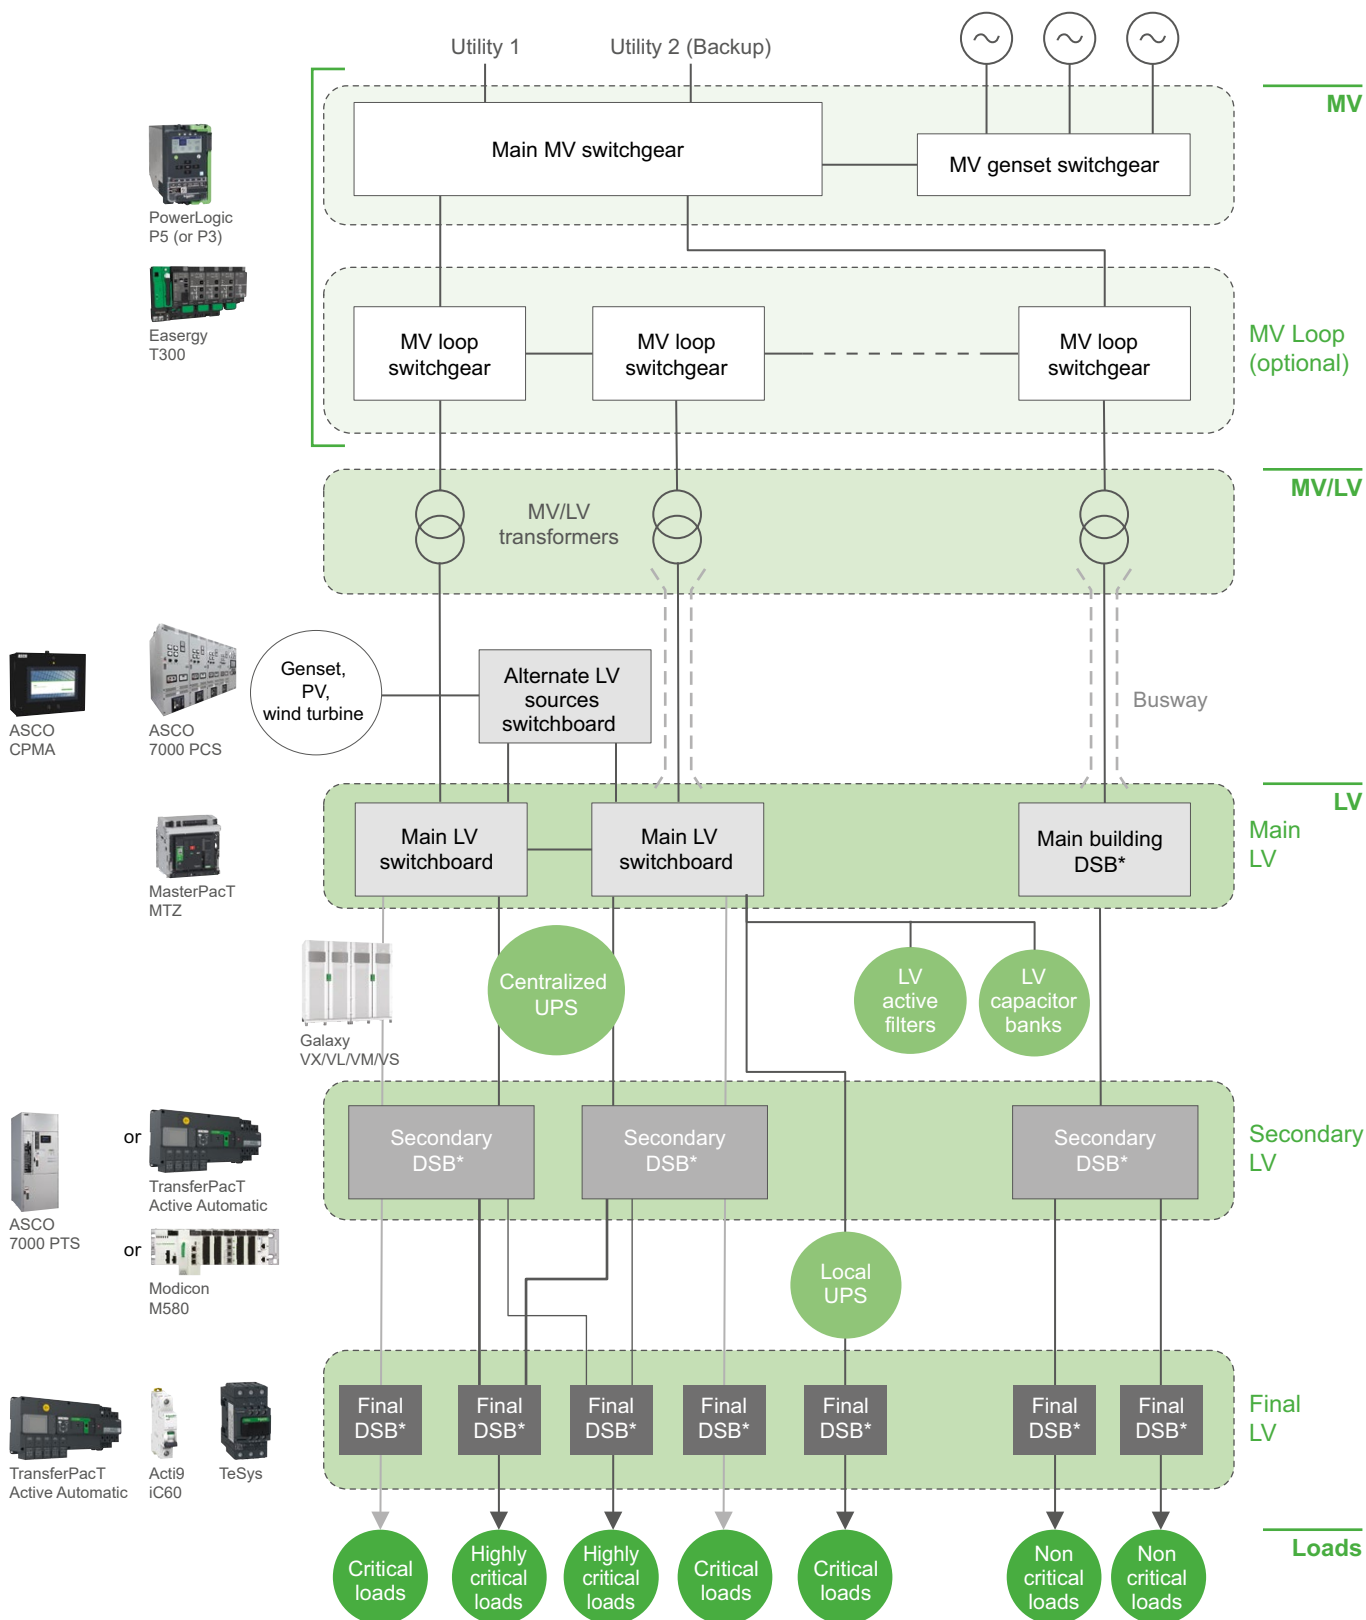 Utility 1
Utility 2 (Backup)
MV
Main MV switchgear
MV genset switchgear
PowerLogic
P5 (or P3)
Easergy
T300
MV loop
switchgear
MV loop
switchgear
MV loop
switchgear
MV Loop
(optional)
MV/LV
MV/LV
transformers
Genset,
PV,
wind turbine
Alternate LV
sources
switchboard
Busway
ASCO
CPMA
ASCO
7000 PCS
LV
Main LV
switchboard
Main LV
switchboard
Main building
DSB*
Main
LV
MasterPacT
MTZ
Centralized
UPS
LV
active
filters
LV
capacitor
banks
Galaxy
VX/VL/VM/VS
or
TransferPacT
Active Automatic
ASCO
7000 PTS
or
Modicon
M580
Secondary
DSB*
Secondary
DSB*
Secondary
DSB*
Secondary
LV
Local
UPS
Final
DSB*
Final
DSB*
Final
DSB*
Final
DSB*
Final
DSB*
Final
DSB*
Final
DSB*
Final
LV
TransferPacT
Active Automatic
Acti9
iC60
TeSys
Loads
Critical
loads
Highly
critical
loads
Highly
critical
loads
Critical
loads
Critical
loads
Non
critical
loads
Non
critical
loads